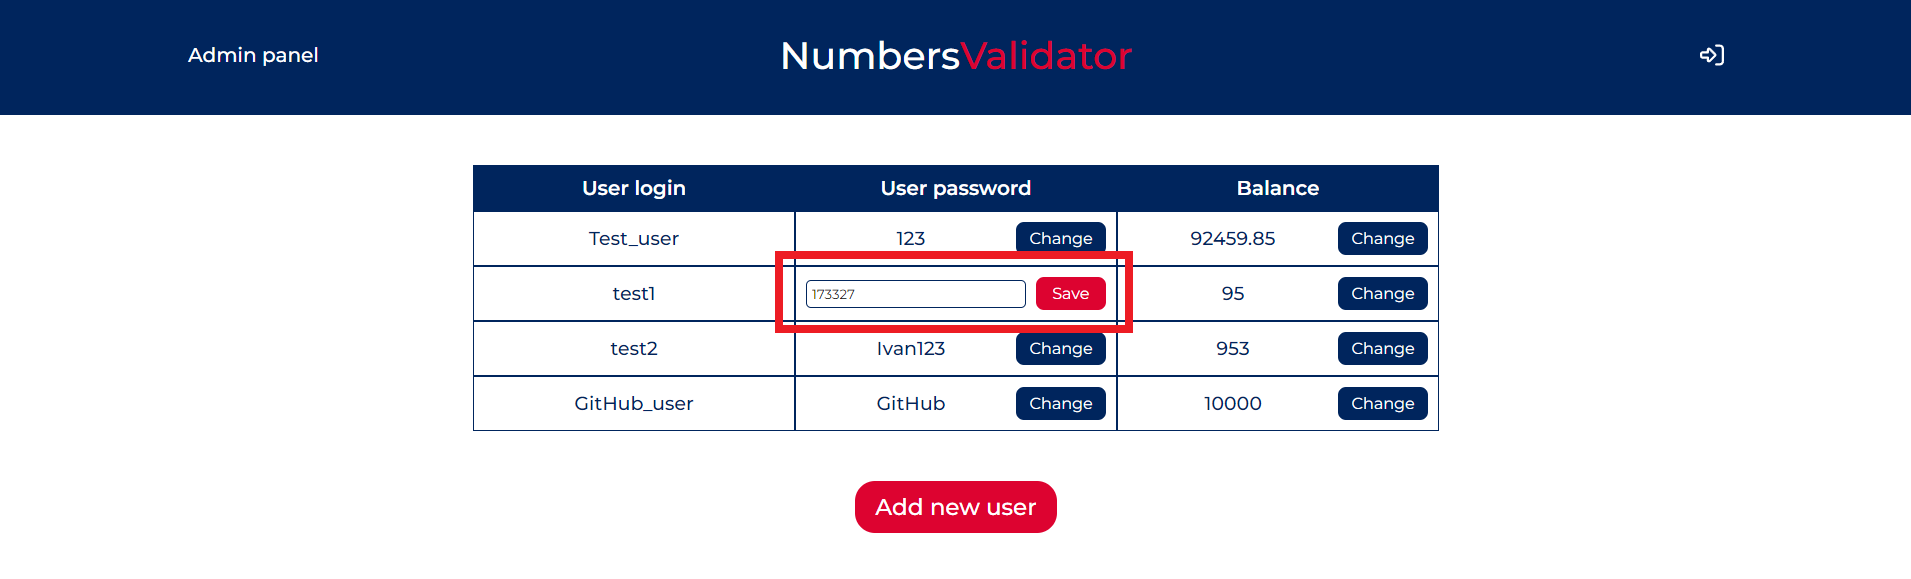 Admin panel
NumbersValidator
User login User password Balance
Test_user 123 Change 92459.85 Change
test1 173327 Save 95 Change
test2 Ivan123 Change 953 Change
GitHub_user GitHub Change 10000 Change
Add new user